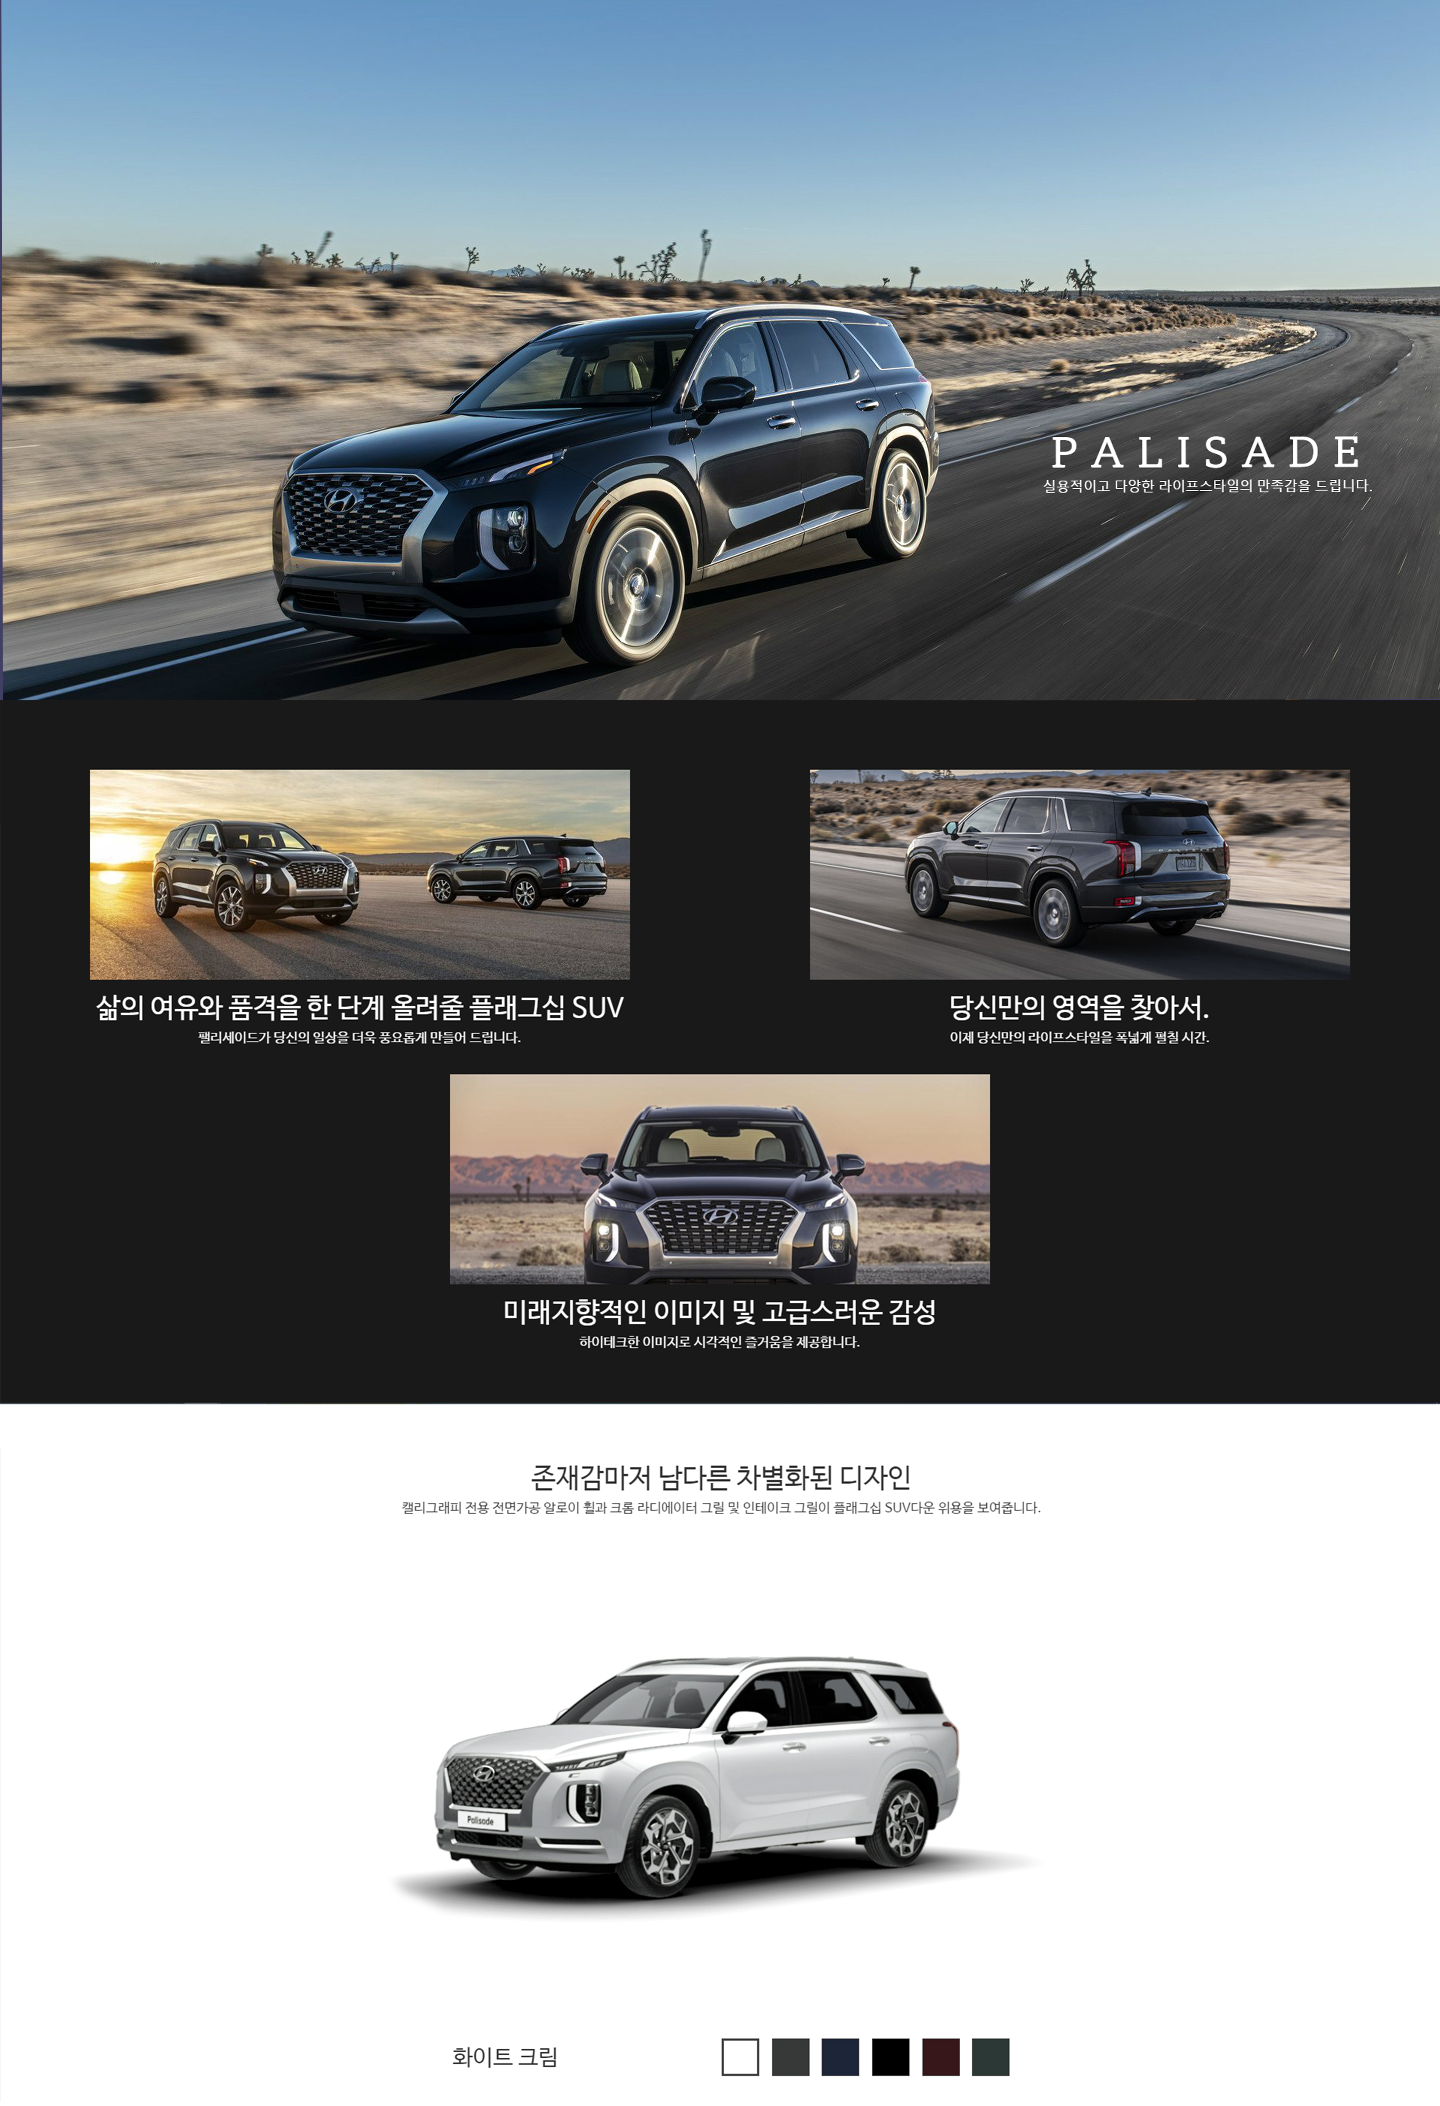 PALISADE
실용적이고 다양한 라이프스타일의 만족감을 드립니다.
삶의 여유와 품격을 한 단계 올려줄 플래그십 SUV
팰리세이드가 당신의 일상을 더욱 풍요롭게 만들어 드립니다.
당신만의 영역을 찾아서.
이제 당신만의 라이프스타일을 폭넓게 펼칠 시간.
미래지향적인 이미지 및 고급스러운 감성
하이테크한 이미지로 시각적인 즐거움을 제공합니다.
존재감마저 남다른 차별화된 디자인
캘리그래피 전용 전면가공 알로이 휠과 크롬 라디에이터 그릴 및 인테이크 그릴이 플래그십 SUV다운 위용을 보여줍니다.
Palisade
화이트 크림